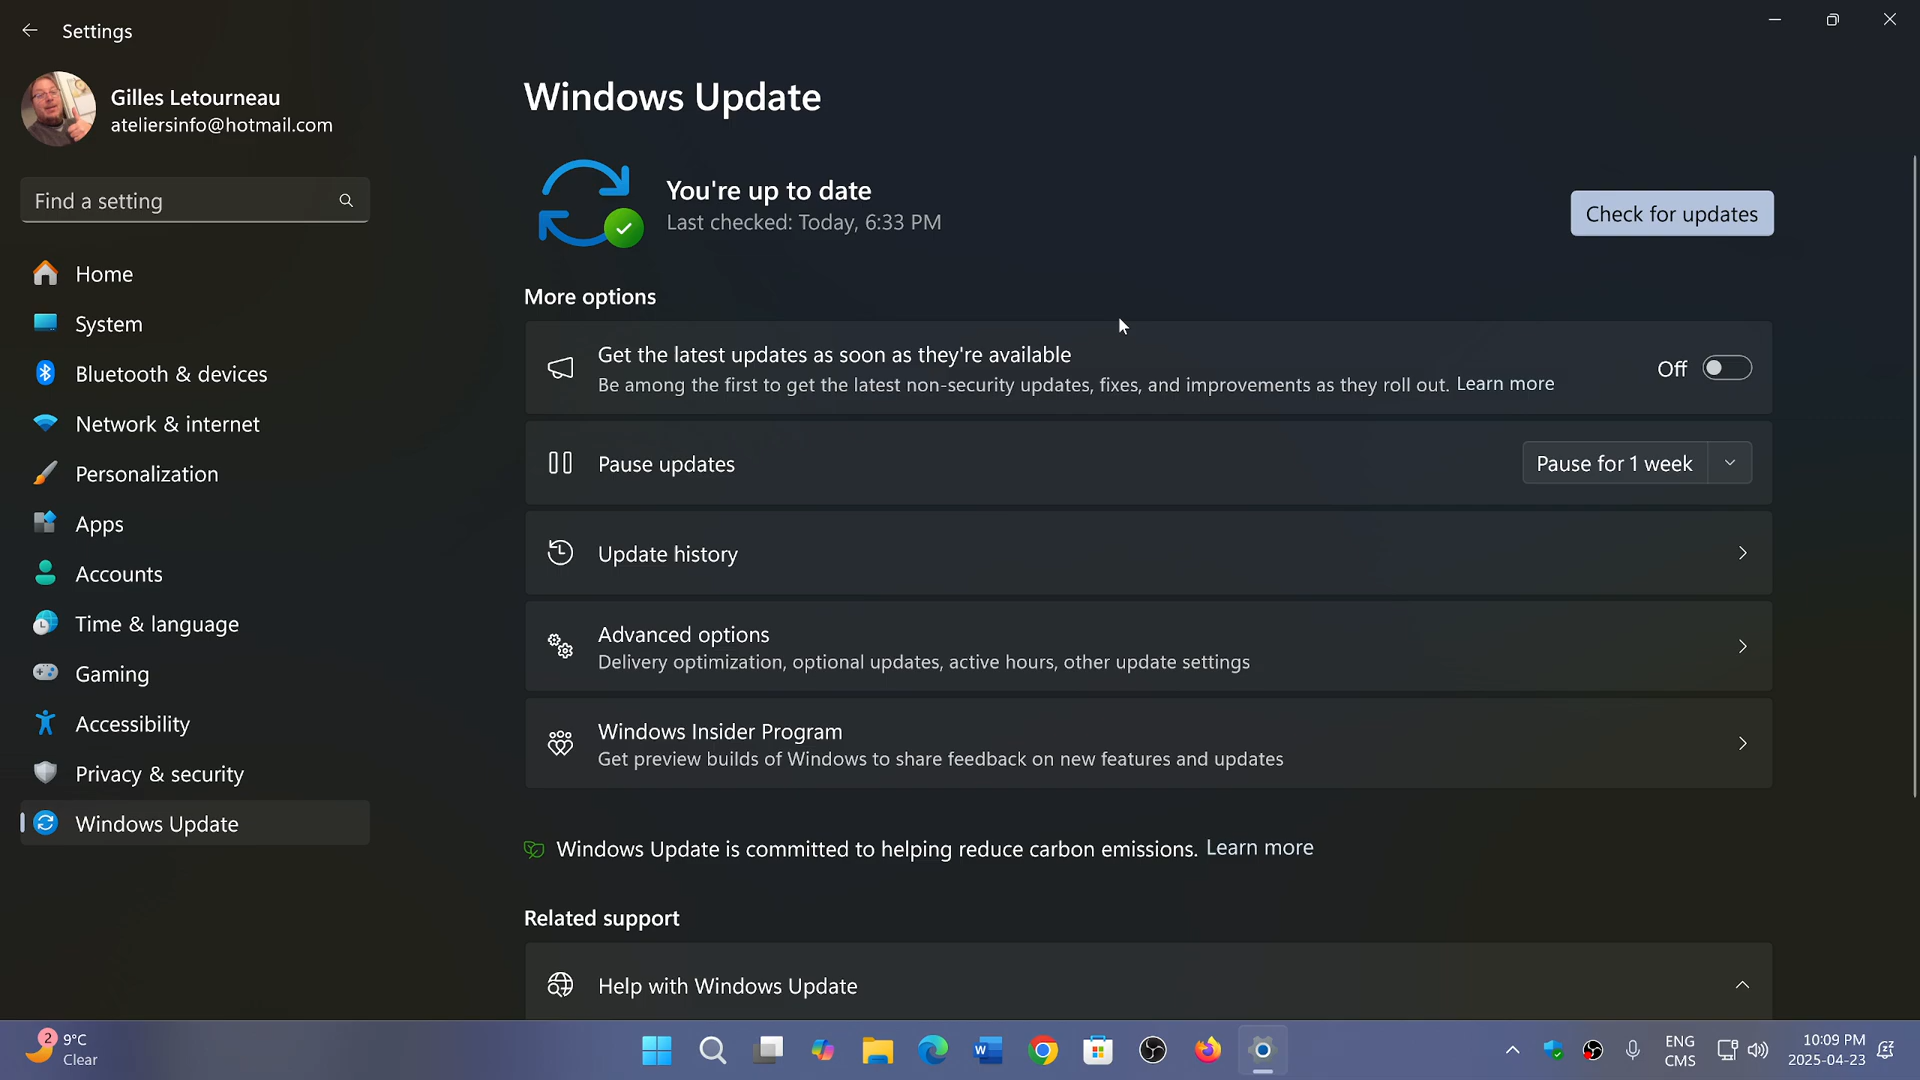 Settings
Gilles Letourneau
ateliersinfo@hotmail.com
Find a setting
Home
System
Bluetooth & devices
Network & internet
Personalization
Apps
Accounts
Time & language
Gaming
Accessibility
Privacy & security
Windows Update
Windows Update
You're up to date
Last checked: Today, 6:33 PM
Check for updates
More options
Get the latest updates as soon as they're available
Be among the first to get the latest non-security updates, fixes, and improvements as they roll out. Learn more
Off
Pause updates
Pause for 1 week
Update history
Advanced options
Delivery optimization, optional updates, active hours, other update settings
Windows Insider Program
Get preview builds of Windows to share feedback on new features and updates
Windows Update is committed to helping reduce carbon emissions. Learn more
Related support
Help with Windows Update
2
9°C
Clear
W
ENG
CMS
10:09 PM
2025-04-23